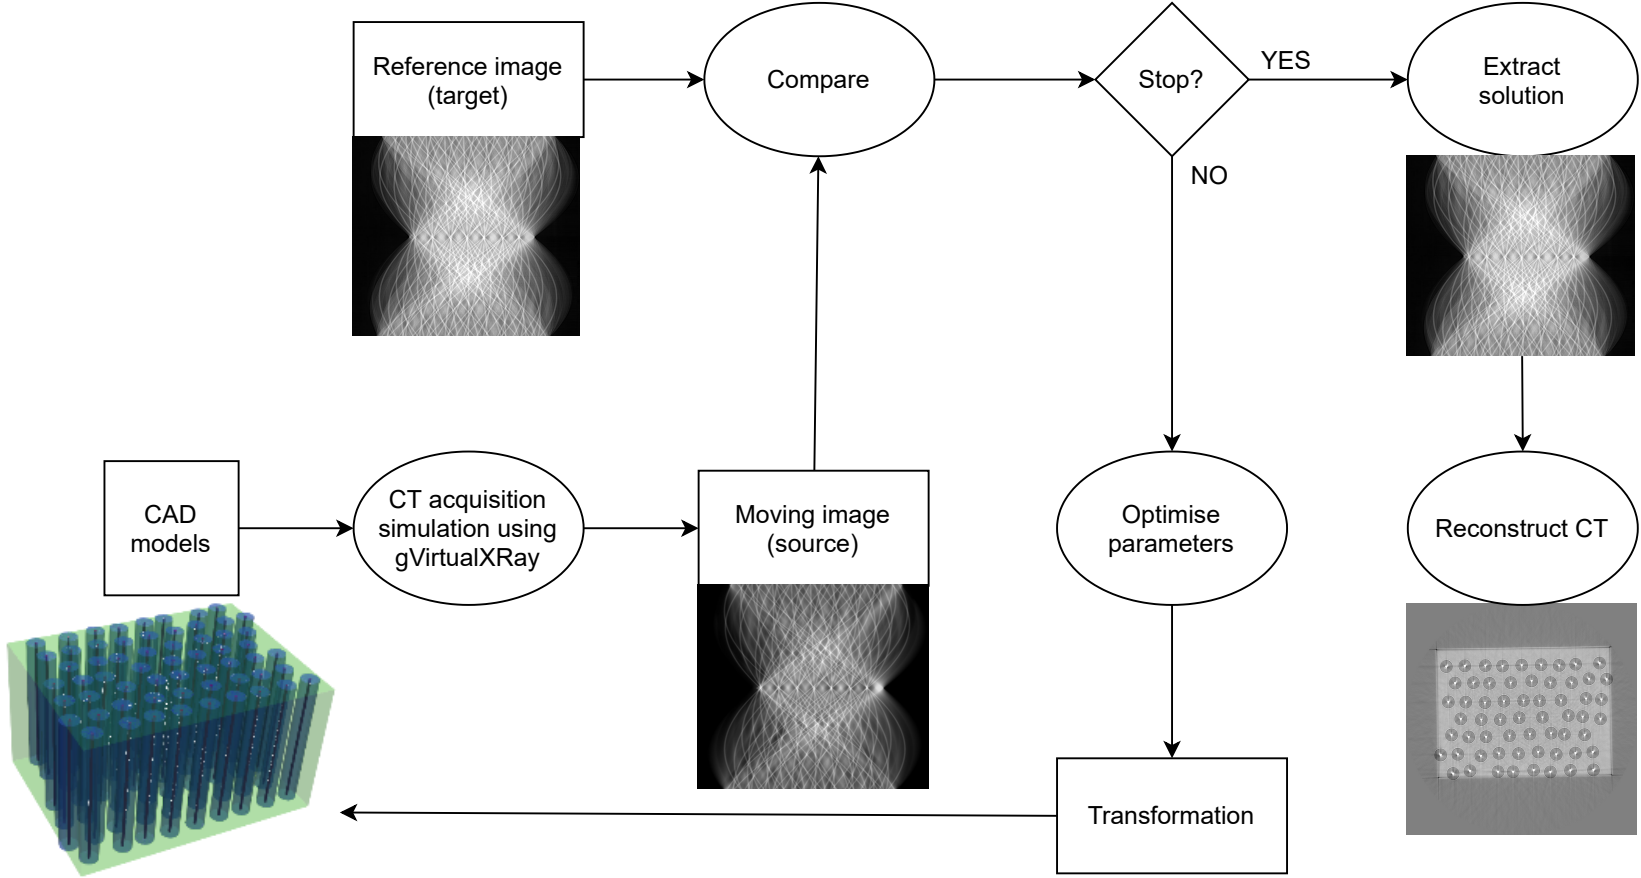 Reference image
(target)
Compare
Stop?
YES
Extract
solution
NO
CAD
models
CT acquisition
simulation using
gVirtualXRay
Moving image
(source)
Optimise
parameters
Reconstruct CT
Transformation